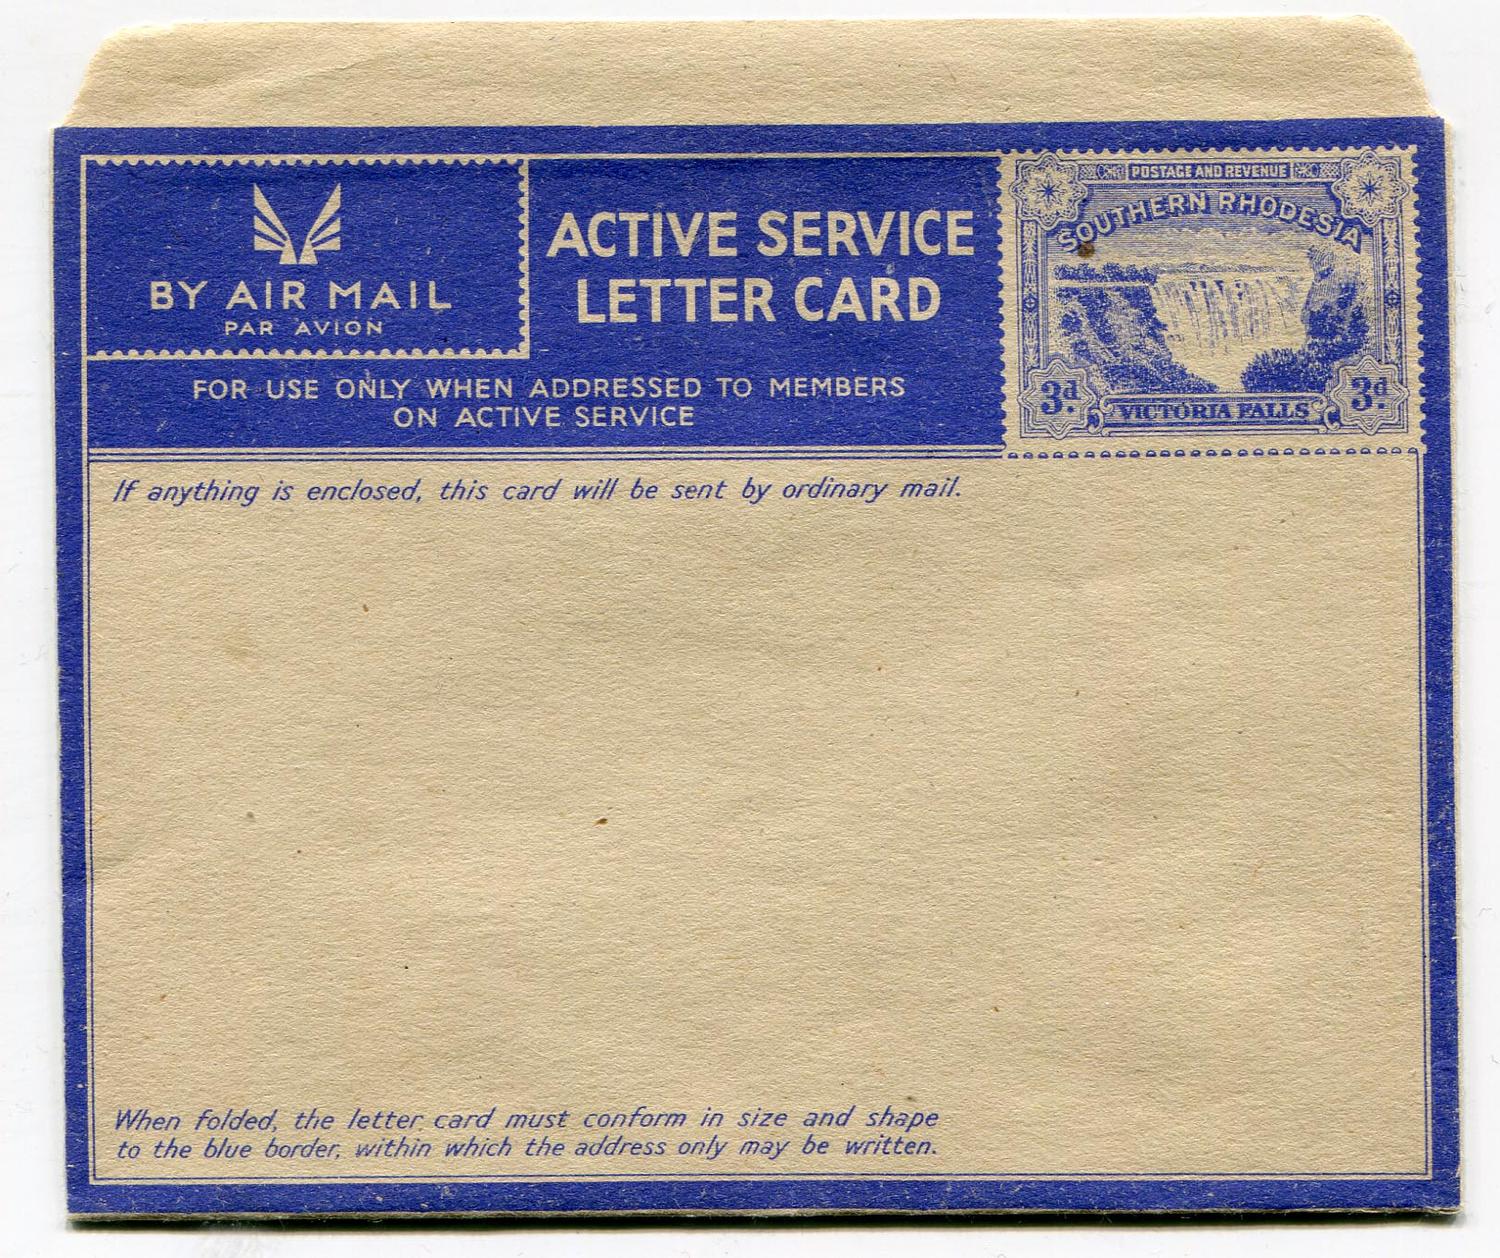 BY AIR MAIL
PAR AVION
ACTIVE SERVICE
LETTER CARD
FOR USE ONLY WHEN ADDRESSED TO MEMBERS
ON ACTIVE SERVICE
POSTAGE AND REVENUE
SOUTHERN RHODESIA
3d. VICTORIA FALLS 3d.
If anything is enclosed, this card will be sent by ordinary mail.
When folded, the letter card must conform in size and shape
to the blue border, within which the address only may be written.